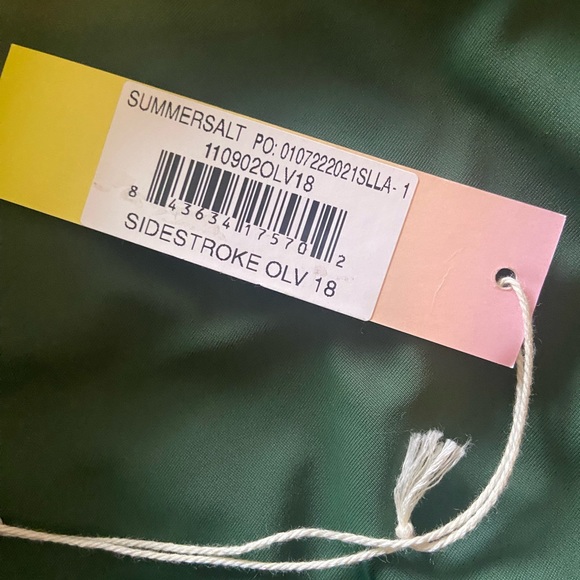 SUMMERSALT PO: 0107222021SLLA- 1
110902OLV18
8 43634 17570 2
SIDESTROKE OLV 18